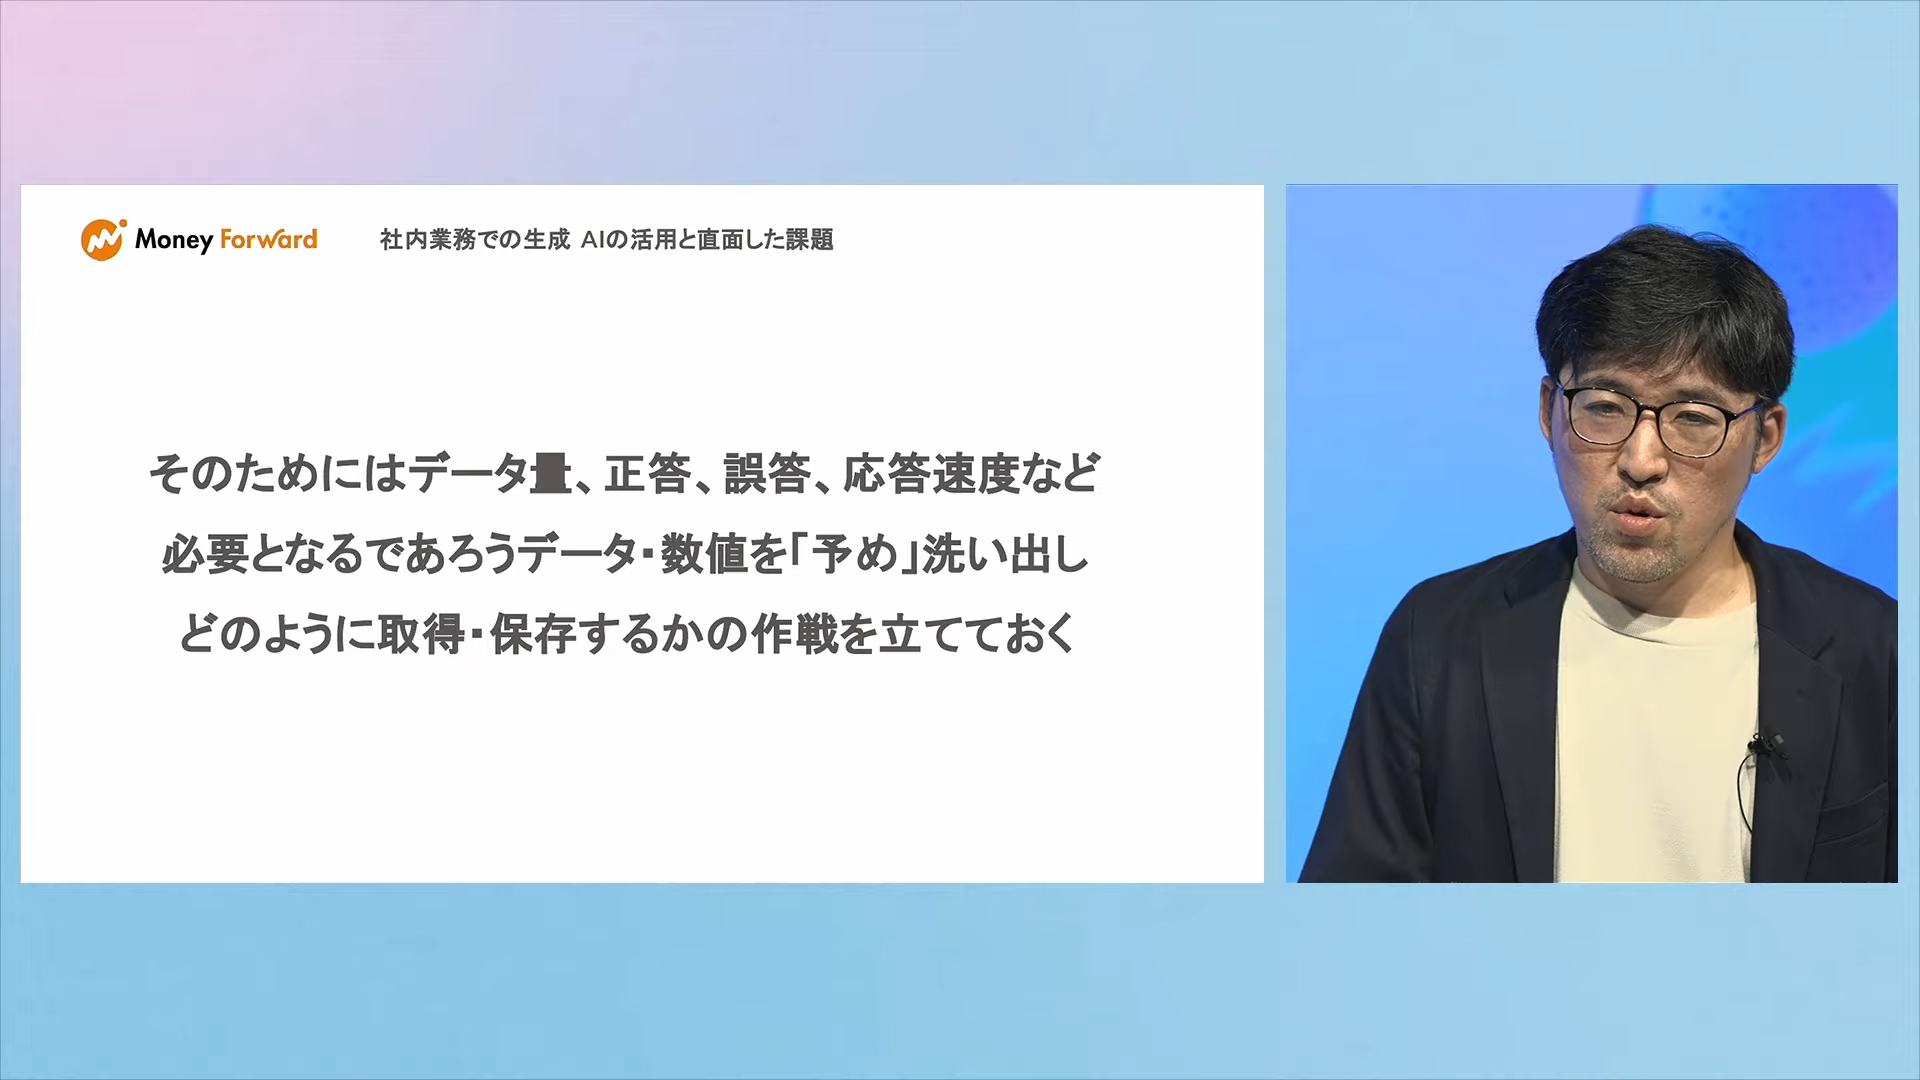 Money Forward
社内業務での生成 AIの活用と直面した課題
そのためにはデータ量、正答、誤答、応答速度など
必要となるであろうデータ・数値を「予め」洗い出し
どのように取得・保存するかの作戦を立てておく